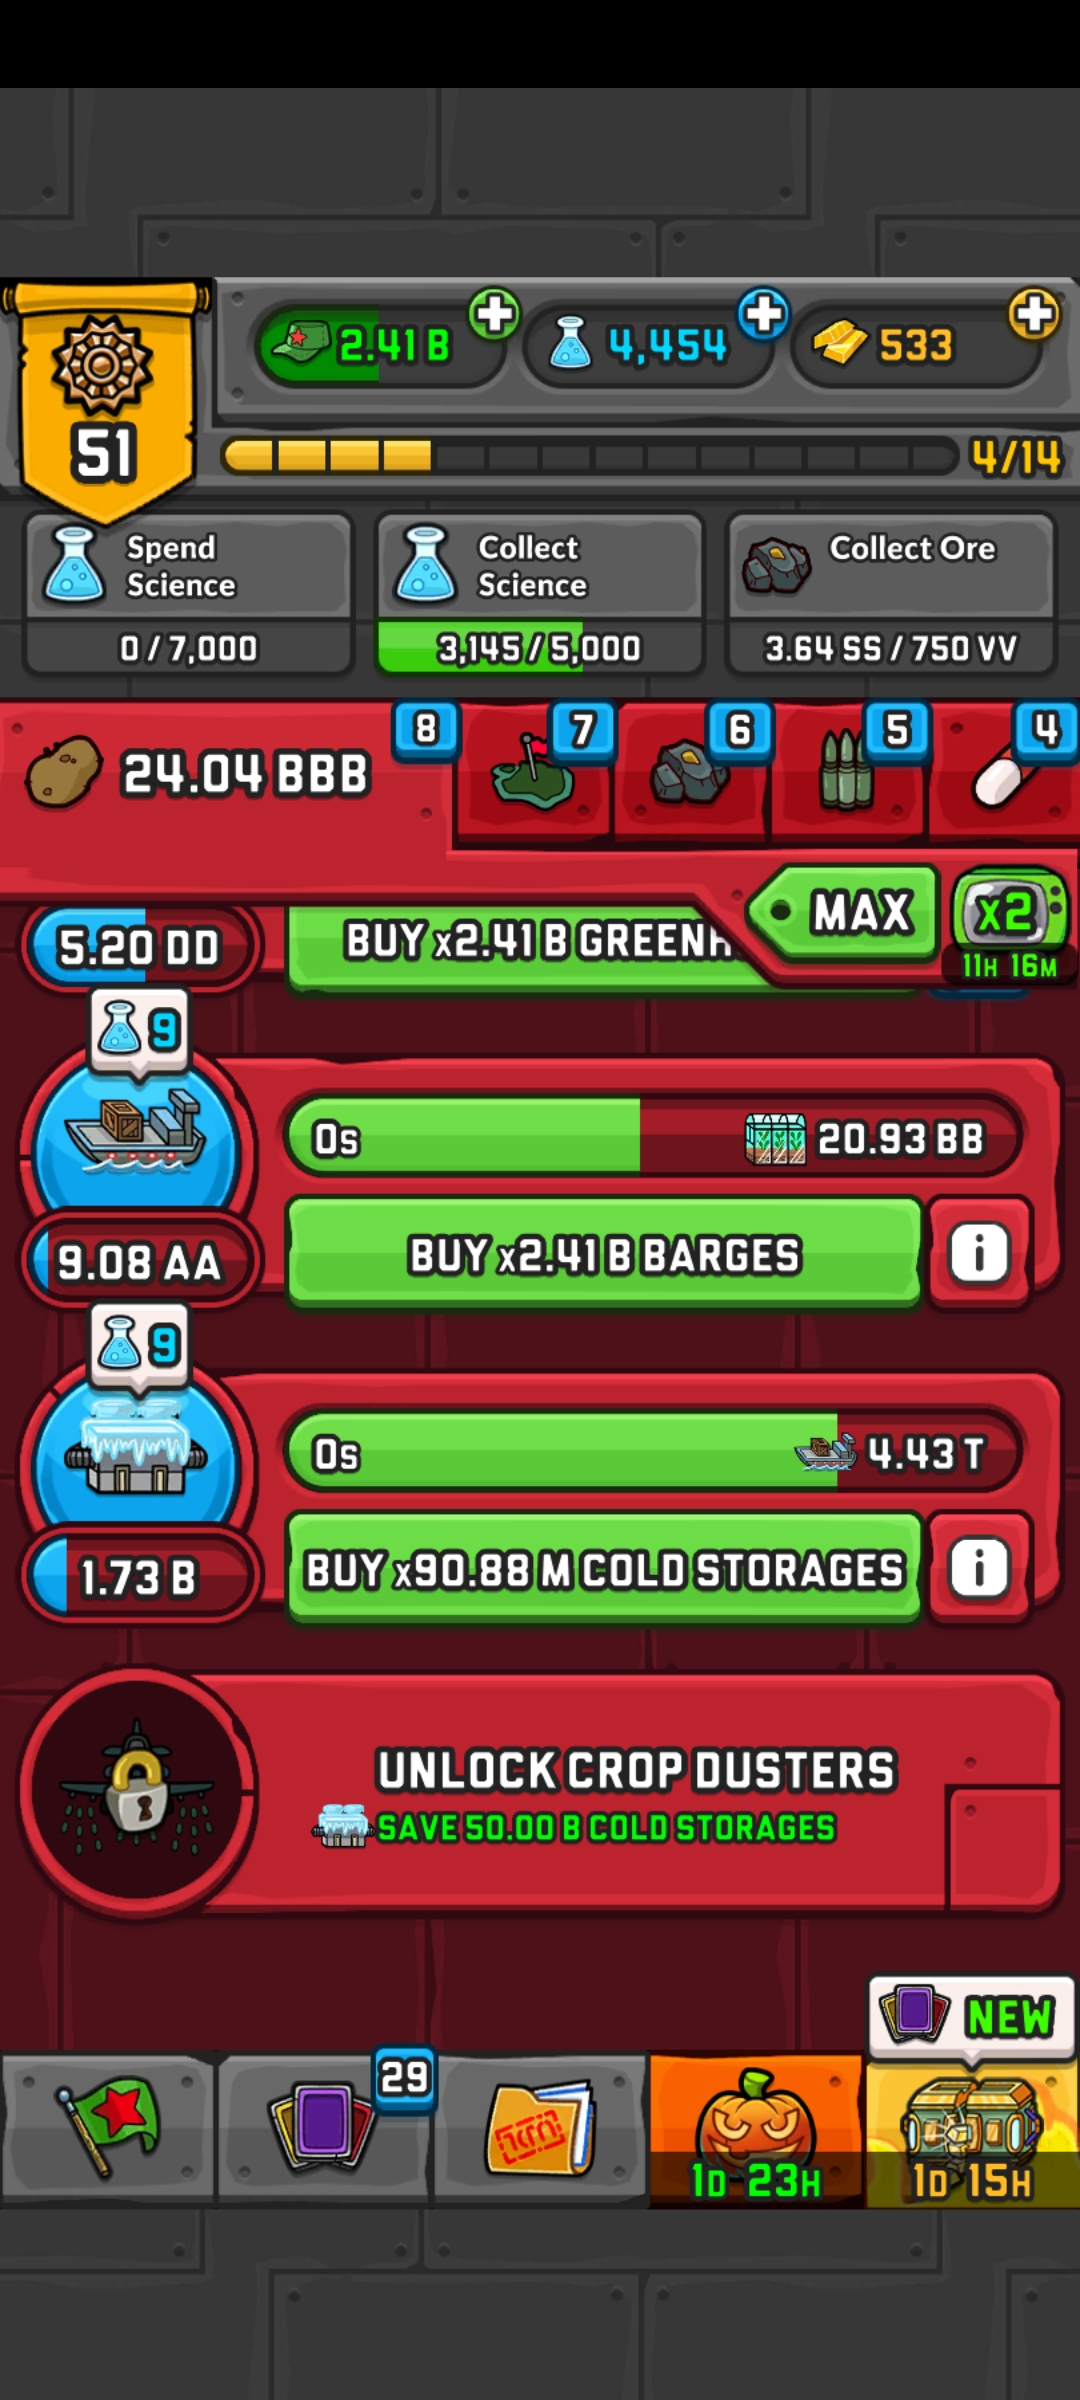 2.41 B
4,454
533
51
4/14
Spend
Science
0 / 7,000
Collect
Science
3,145 / 5,000
Collect Ore
3.64 SS / 750 VV
24.04 BBB
8
7
6
5
4
MAX
x2
11H 16M
5.20 DD
BUY x2.41 B
9
0s
20.93 BB
9.08 AA
BUY x2.41 B BARGES
9
0s
4.43 T
1.73 B
BUY x90.88 M COLD STORAGES
UNLOCK CROP DUSTERS
SAVE 50.00 B COLD STORAGES
NEW
29
1D 23H
1D 15H